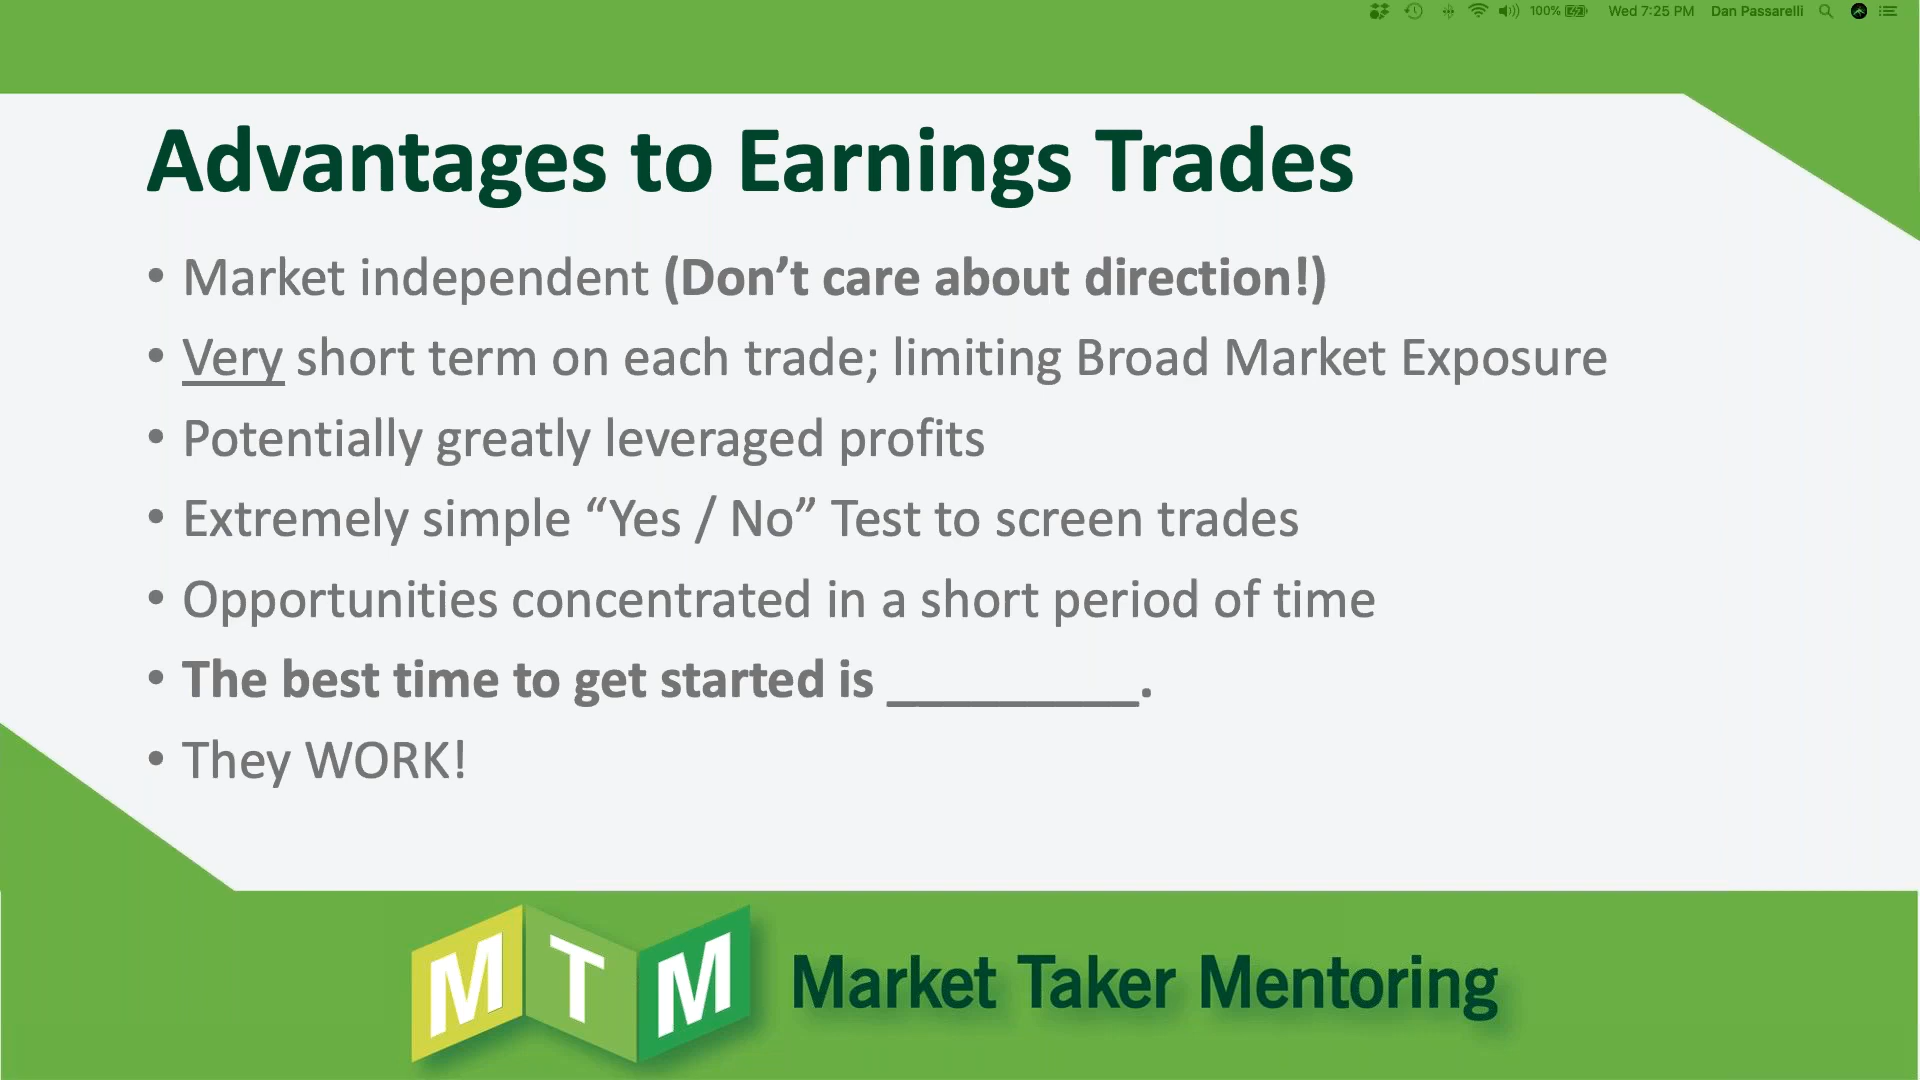 100% Wed 7:25 PM Dan Passarelli
Advantages to Earnings Trades
• Market independent (Don’t care about direction!)
• Very short term on each trade; limiting Broad Market Exposure
• Potentially greatly leveraged profits
• Extremely simple “Yes / No” Test to screen trades
• Opportunities concentrated in a short period of time
• The best time to get started is _________.
• They WORK!
MTM Market Taker Mentoring